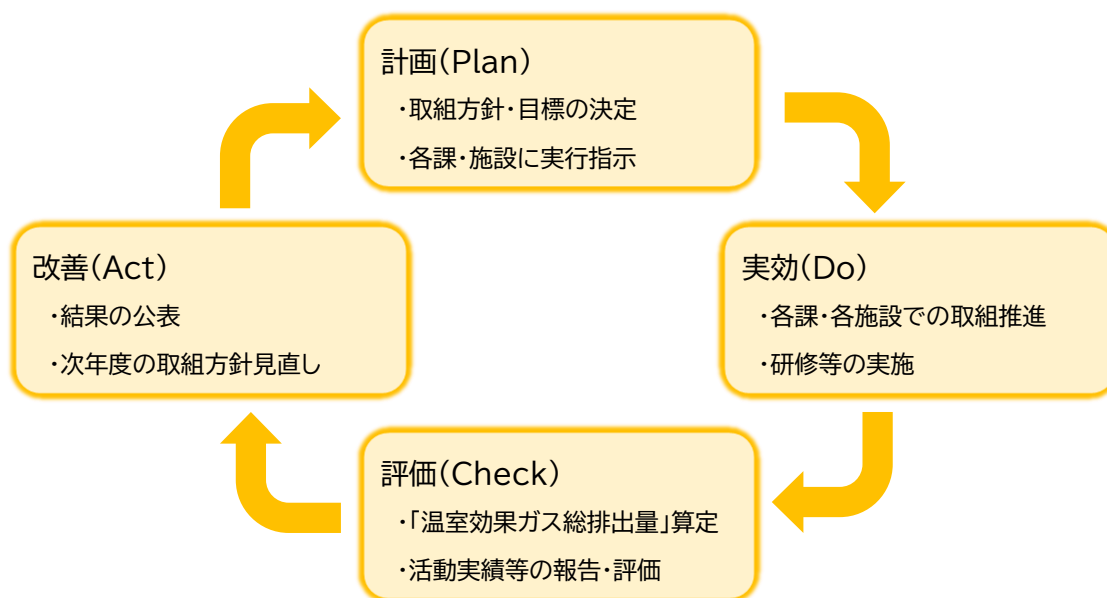 計画(Plan)
・取組方針・目標の決定
・各課・施設に実行指示
改善(Act)
・結果の公表
・次年度の取組方針見直し
実効(Do)
・各課・各施設での取組推進
・研修等の実施
評価(Check)
・「温室効果ガス総排出量」算定
・活動実績等の報告・評価